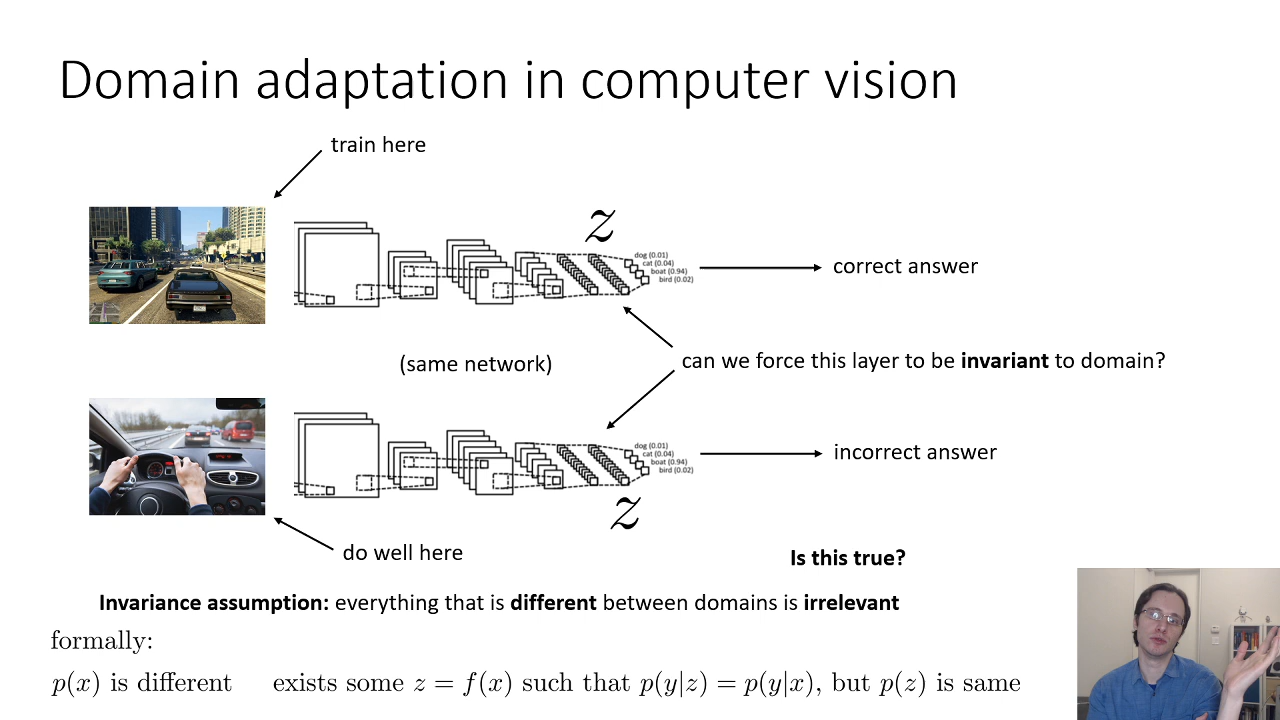 Domain adaptation in computer vision
train here
z
dog (0.01)
cat (0.04)
boat (0.94)
bird (0.02)
correct answer
(same network)
can we force this layer to be invariant to domain?
dog (0.01)
cat (0.04)
boat (0.94)
bird (0.02)
incorrect answer
z
do well here
Is this true?
Invariance assumption: everything that is different between domains is irrelevant
formally:
p(x) is different exists some z = f(x) such that p(y|z) = p(y|x), but p(z) is same